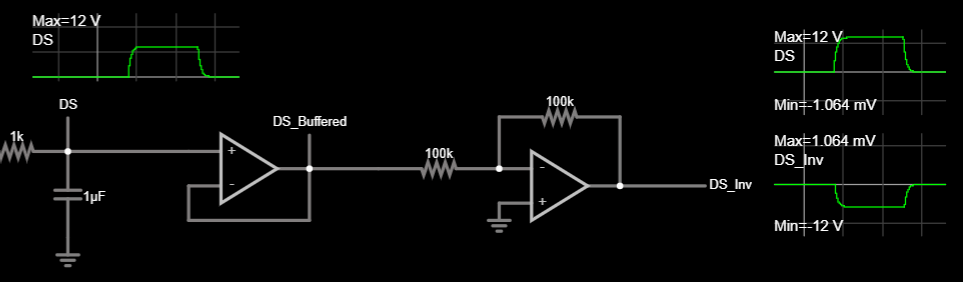 Max=12 V
DS
DS
1k
1μF
+
-
DS_Buffered
100k
100k
-
+
DS_Inv
Max=12 V
DS
Min=-1.064 mV
Max=1.064 mV
DS_Inv
Min=-12 V